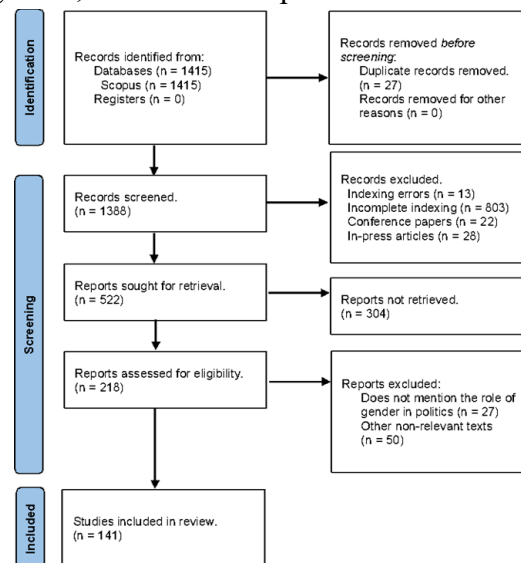 Identification
Records identified from:
Databases (n = 1415)
Scopus (n = 1415)
Registers (n = 0)
Records removed before
screening:
Duplicate records removed.
(n = 27)
Records removed for other
reasons (n = 0)
Screening
Records screened.
(n = 1388)
Records excluded.
Indexing errors (n = 13)
Incomplete indexing (n = 803)
Conference papers (n = 22)
In-press articles (n = 28)
Reports sought for retrieval.
(n = 522)
Reports not retrieved.
(n = 304)
Reports assessed for eligibility.
(n = 218)
Reports excluded:
Does not mention the role of
gender in politics (n = 27)
Other non-relevant texts
(n = 50)
Included
Studies included in review.
(n = 141)